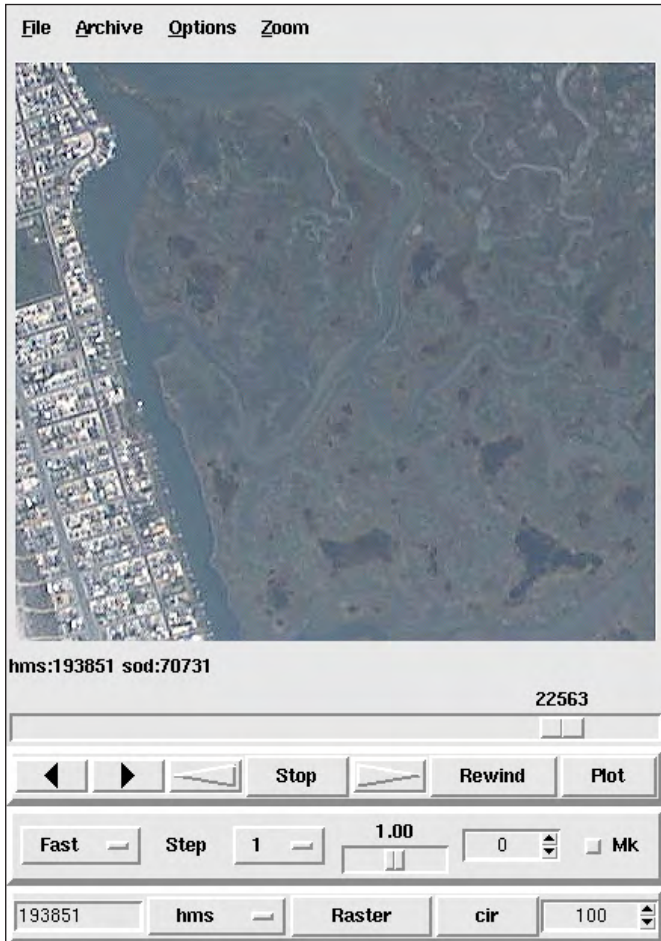 File Archive Options Zoom
hms:193851 sod:70731
22563
Stop Rewind Plot
Fast Step 1 1.00 0 Mk
193851 hms Raster cir 100